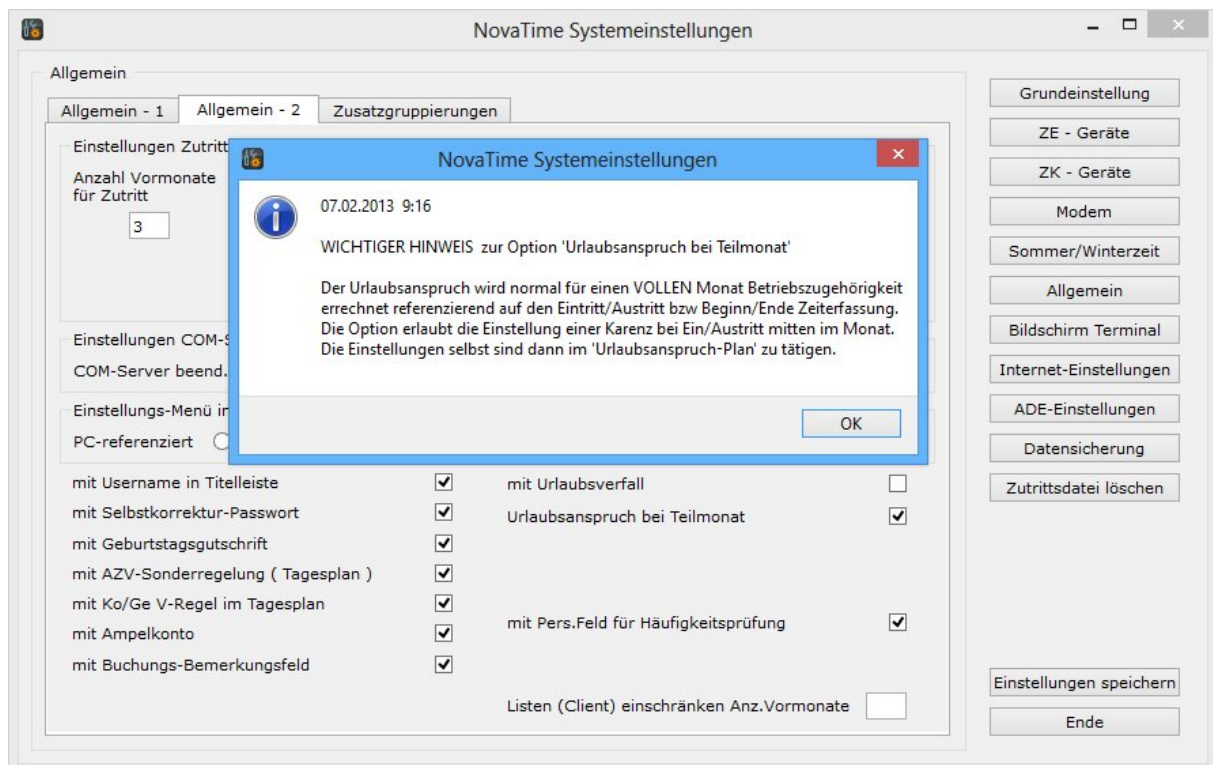 NovaTime Systemeinstellungen
Allgemein
Allgemein - 1
Allgemein - 2
Zusatzgruppierungen
Einstellungen Zutritt
Anzahl Vormonate
für Zutritt
3
NovaTime Systemeinstellungen
07.02.2013 9:16
WICHTIGER HINWEIS zur Option 'Urlaubsanspruch bei Teilmonat'
Der Urlaubsanspruch wird normal für einen VOLLEN Monat Betriebszugehörigkeit
errechnet referenzierend auf den Eintritt/Austritt bzw Beginn/Ende Zeiterfassung.
Die Option erlaubt die Einstellung einer Karenz bei Ein/Austritt mitten im Monat.
Die Einstellungen selbst sind dann im 'Urlaubsanspruch-Plan' zu tätigen.
OK
Einstellungen
COM-Server beend.
Einstellungs-Menü
PC-referenziert
mit Username in Titelleiste
mit Selbstkorrektur-Passwort
mit Geburtstagsgutschrift
mit AZV-Sonderregelung ( Tagesplan )
mit Ko/Ge V-Regel im Tagesplan
mit Ampelkonto
mit Buchungs-Bemerkungsfeld
mit Urlaubsverfall
Urlaubsanspruch bei Teilmonat
mit Pers.Feld für Häufigkeitsprüfung
Listen (Client) einschränken Anz.Vormonate
Grundeinstellung
ZE - Geräte
ZK - Geräte
Modem
Sommer/Winterzeit
Allgemein
Bildschirm Terminal
Internet-Einstellungen
ADE-Einstellungen
Datensicherung
Zutrittsdatei löschen
Einstellungen speichern
Ende